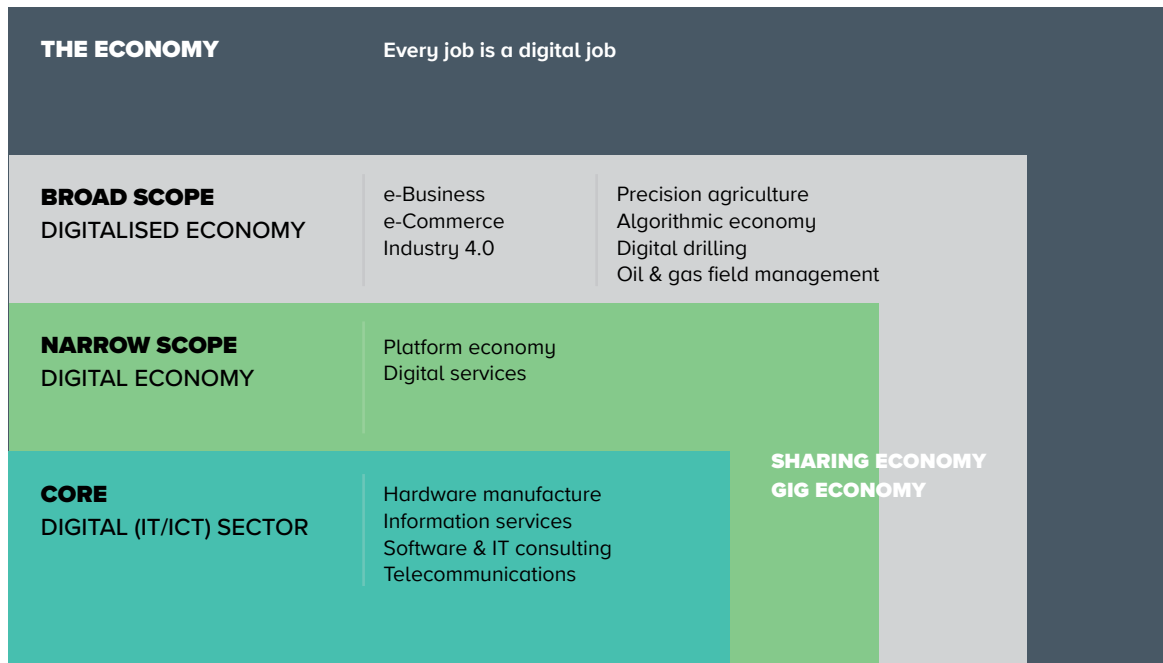 THE ECONOMY
Every job is a digital job
BROAD SCOPE
DIGITALISED ECONOMY
e-Business
e-Commerce
Industry 4.0
Precision agriculture
Algorithmic economy
Digital drilling
Oil & gas field management
NARROW SCOPE
DIGITAL ECONOMY
Platform economy
Digital services
SHARING ECONOMY
GIG ECONOMY
CORE
DIGITAL (IT/ICT) SECTOR
Hardware manufacture
Information services
Software & IT consulting
Telecommunications